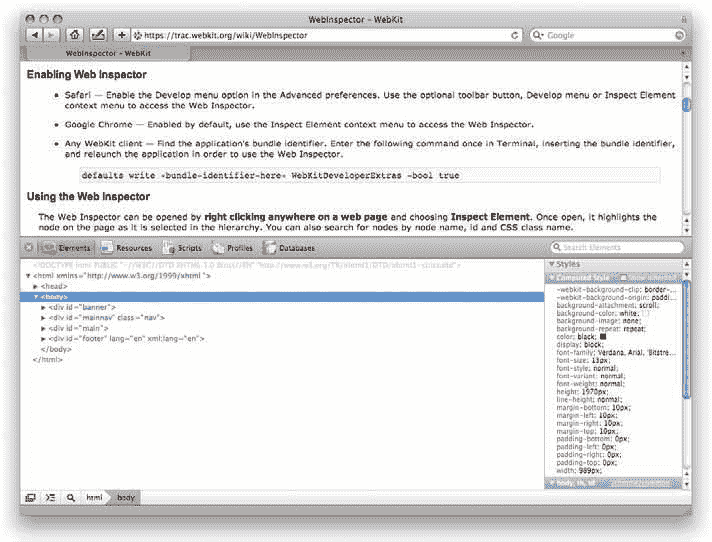 WebInspector – WebKit
https://trac.webkit.org/wiki/WebInspector
Google
WebInspector – WebKit
Enabling Web Inspector
Safari — Enable the Develop menu option in the Advanced preferences. Use the optional toolbar button, Develop menu or Inspect Element
context menu to access the Web Inspector.
Google Chrome — Enabled by default, use the Inspect Element context menu to access the Web Inspector.
Any WebKit client — Find the application's bundle identifier. Enter the following command once in Terminal, inserting the bundle identifier,
and relaunch the application in order to use the Web Inspector.
defaults write «bundle-identifier-here» WebKitDeveloperExtras -bool true
Using the Web Inspector
The Web Inspector can be opened by right clicking anywhere on a web page and choosing Inspect Element. Once open, it highlights the
node on the page as it is selected in the hierarchy. You can also search for nodes by node name, id and CSS class name.
Elements Resources Scripts Profiles Databases Search Elements
▼ <html xmlns="http://www.w3.org/1999/xhtml">
▶ <head>
▼ <body>
▶ <div id="banner">
▶ <div id="mainnav" class="nav">
▶ <div id="main">
▶ <div id="footer" lang="en" xml:lang="en">
</body>
</html>
▼ Styles
▼ Computed Style
-webkit-background-clip: border-...
-webkit-background-origin: paddi...
background-attachment: scroll;
background-color: white;
background-image: none;
background-repeat: repeat;
color: black;
display: block;
font-family: Verdana, Arial, 'Bitstre...
font-size: 13px;
font-style: normal;
font-variant: normal;
font-weight: normal;
height: 1970px;
line-height: normal;
margin-bottom: 10px;
margin-left: 10px;
margin-right: 10px;
margin-top: 10px;
padding-bottom: 0px;
padding-left: 0px;
padding-right: 0px;
padding-top: 0px;
width: 989px;
html body